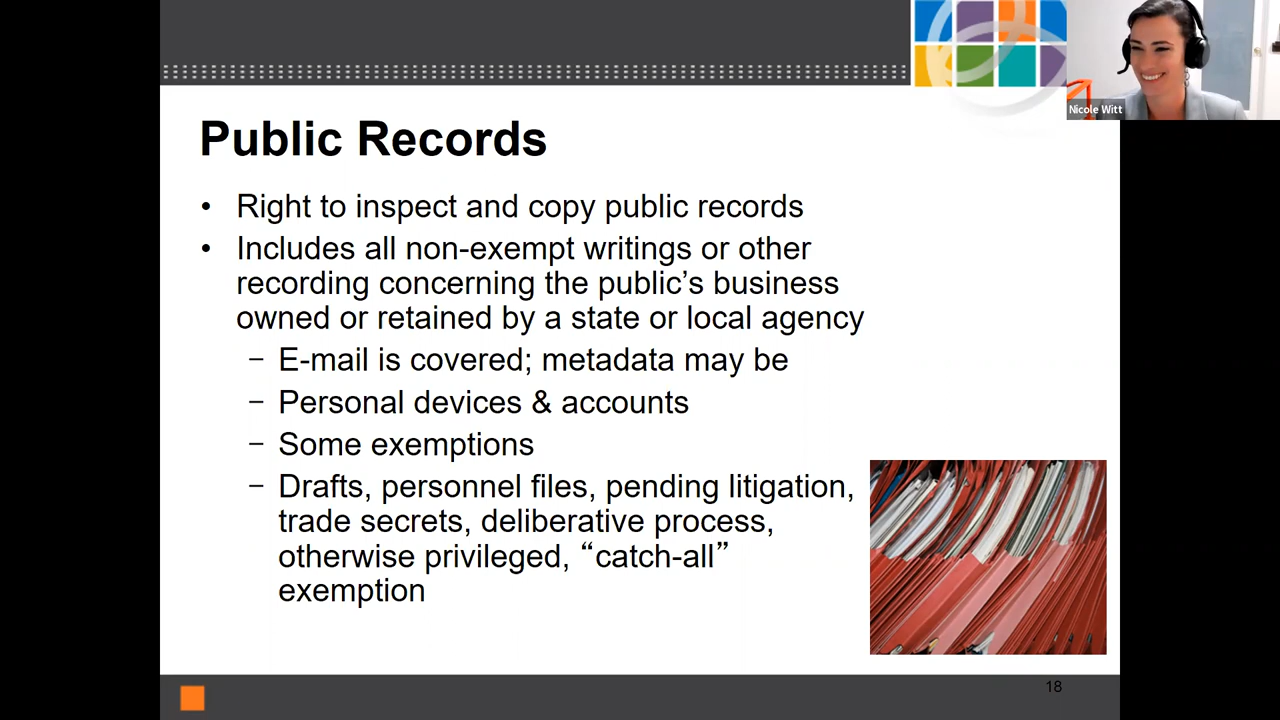 Nicole Witt
Public Records
• Right to inspect and copy public records
• Includes all non-exempt writings or other
recording concerning the public’s business
owned or retained by a state or local agency
– E-mail is covered; metadata may be
– Personal devices & accounts
– Some exemptions
– Drafts, personnel files, pending litigation,
trade secrets, deliberative process,
otherwise privileged, “catch-all”
exemption
18